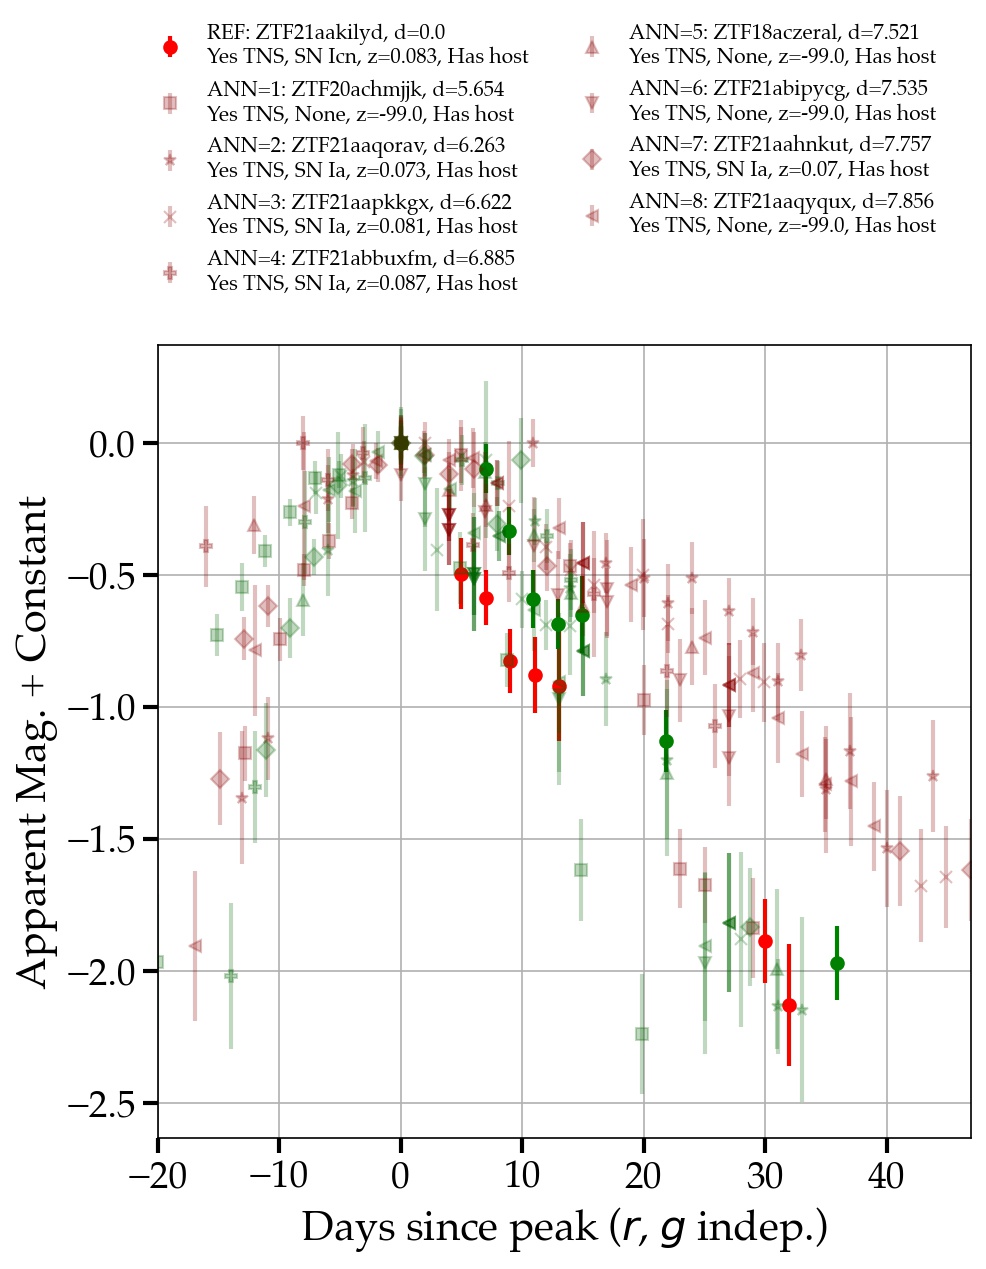 REF: ZTF21aakilyd, d=0.0
Yes TNS, SN Icn, z=0.083, Has host
ANN=1: ZTF20achmjjk, d=5.654
Yes TNS, None, z=-99.0, Has host
ANN=2: ZTF21aaqorav, d=6.263
Yes TNS, SN Ia, z=0.073, Has host
ANN=3: ZTF21aapkkgx, d=6.622
Yes TNS, SN Ia, z=0.081, Has host
ANN=4: ZTF21abbuxfm, d=6.885
Yes TNS, SN Ia, z=0.087, Has host
ANN=5: ZTF18aczeral, d=7.521
Yes TNS, None, z=-99.0, Has host
ANN=6: ZTF21abipycg, d=7.535
Yes TNS, None, z=-99.0, Has host
ANN=7: ZTF21aahnkut, d=7.757
Yes TNS, SN Ia, z=0.07, Has host
ANN=8: ZTF21aaqyqux, d=7.856
Yes TNS, None, z=-99.0, Has host
Apparent Mag. + Constant
0.0
−0.5
−1.0
−1.5
−2.0
−2.5
−20 −10 0 10 20 30 40
Days since peak (r, g indep.)